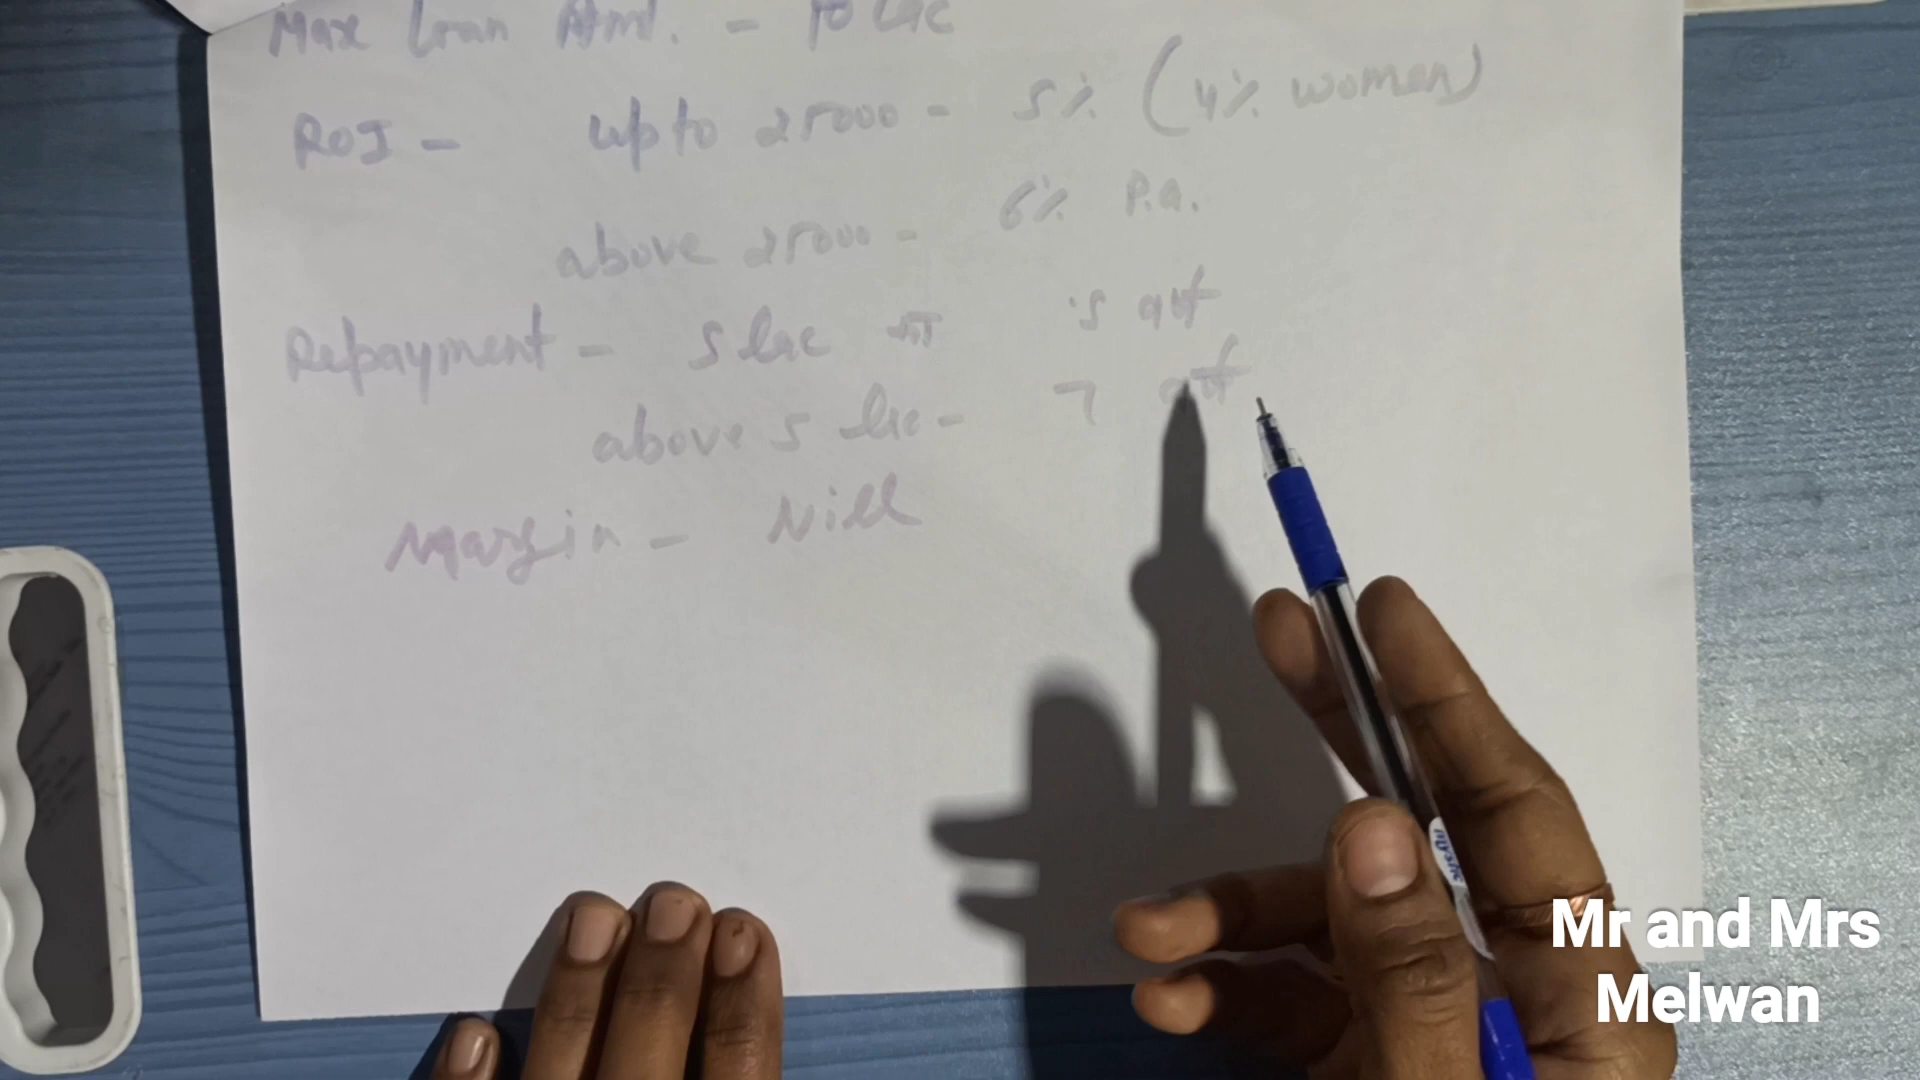 Max Loan Amt. - 10 lac
ROI - upto 25000 - 5% (4% women)
above 25000 - 6% P.a.
Repayment - 5 lac तक 5 वर्ष
above 5 lac - 7 वर्ष
Margin - Nill
Mr and Mrs
Melwan